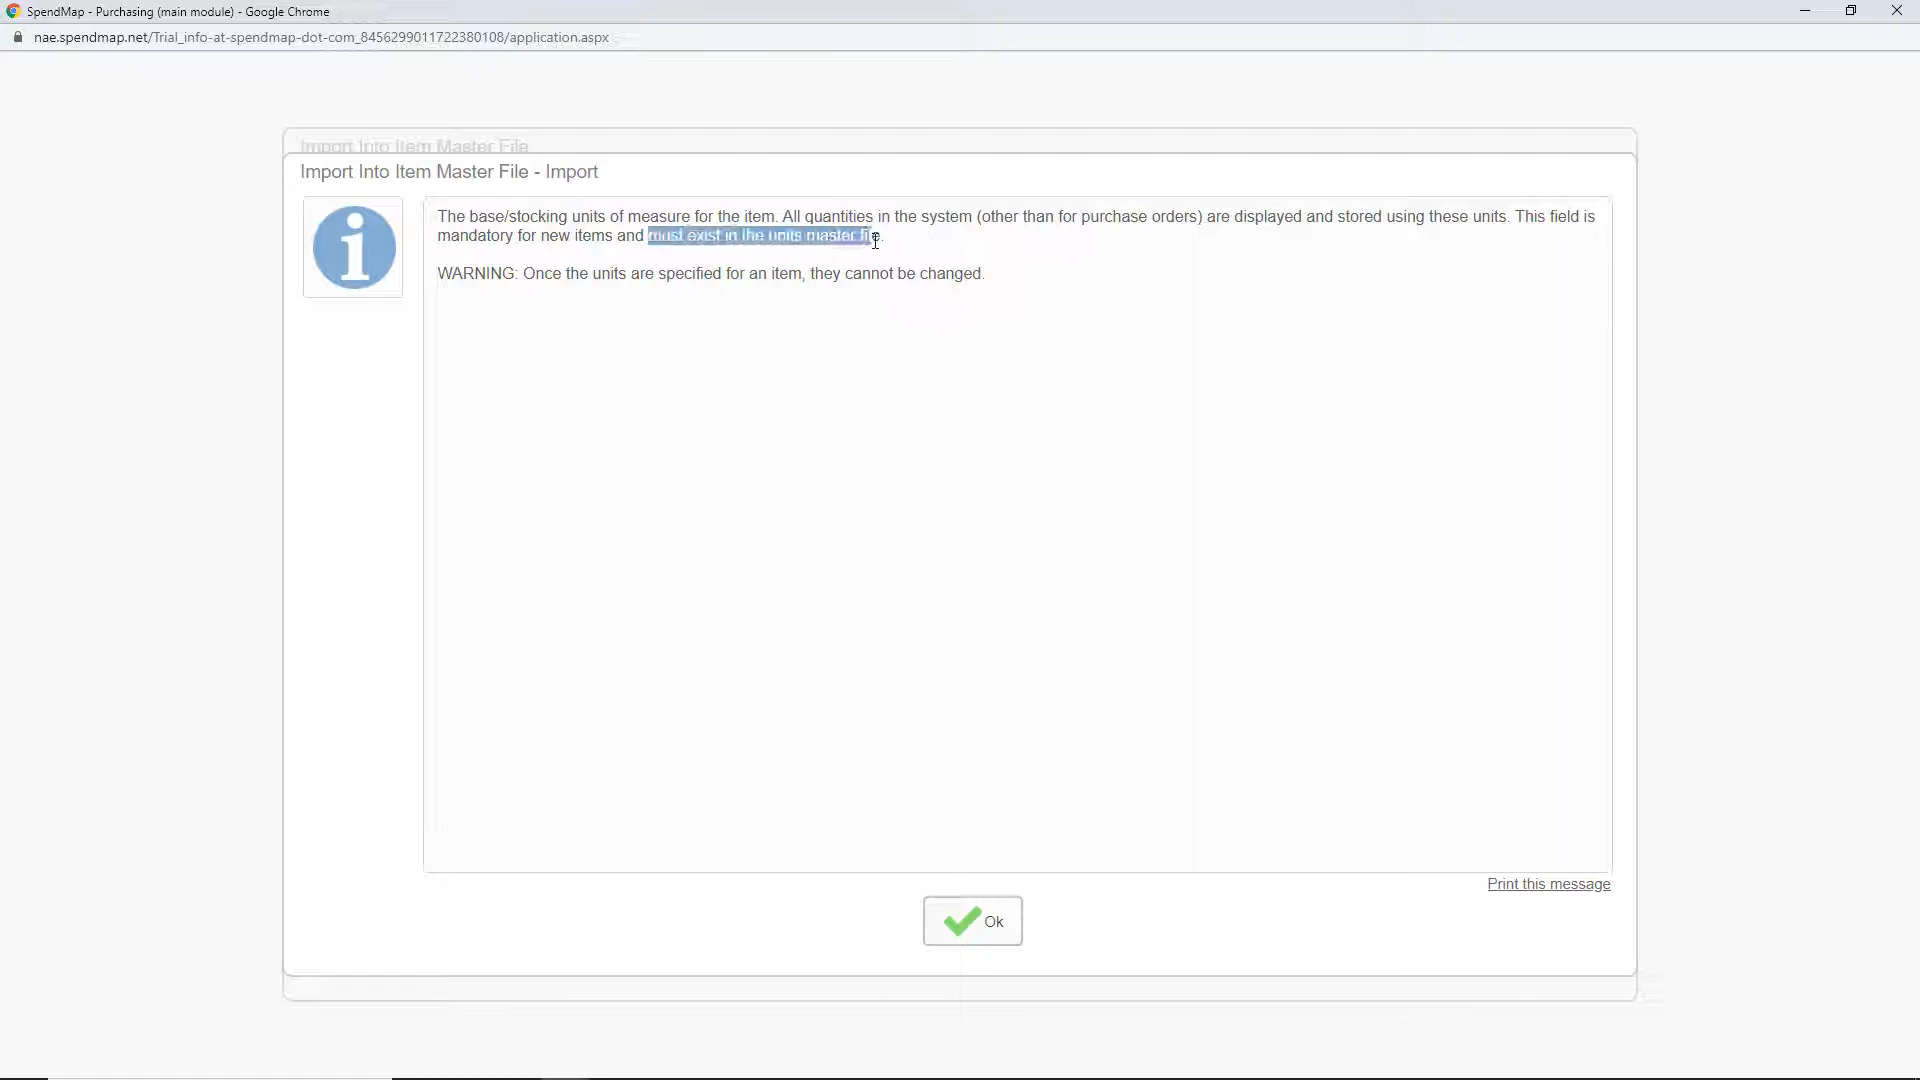 SpendMap - Purchasing (main module) - Google Chrome
nae.spendmap.net/Trial_info-at-spendmap-dot-com_8456299011722380108/application.aspx
Import Into Item Master File
Import Into Item Master File - Import
The base/stocking units of measure for the item. All quantities in the system (other than for purchase orders) are displayed and stored using these units. This field is
mandatory for new items and must exist in the units master file.
WARNING: Once the units are specified for an item, they cannot be changed.
Print this message
Ok